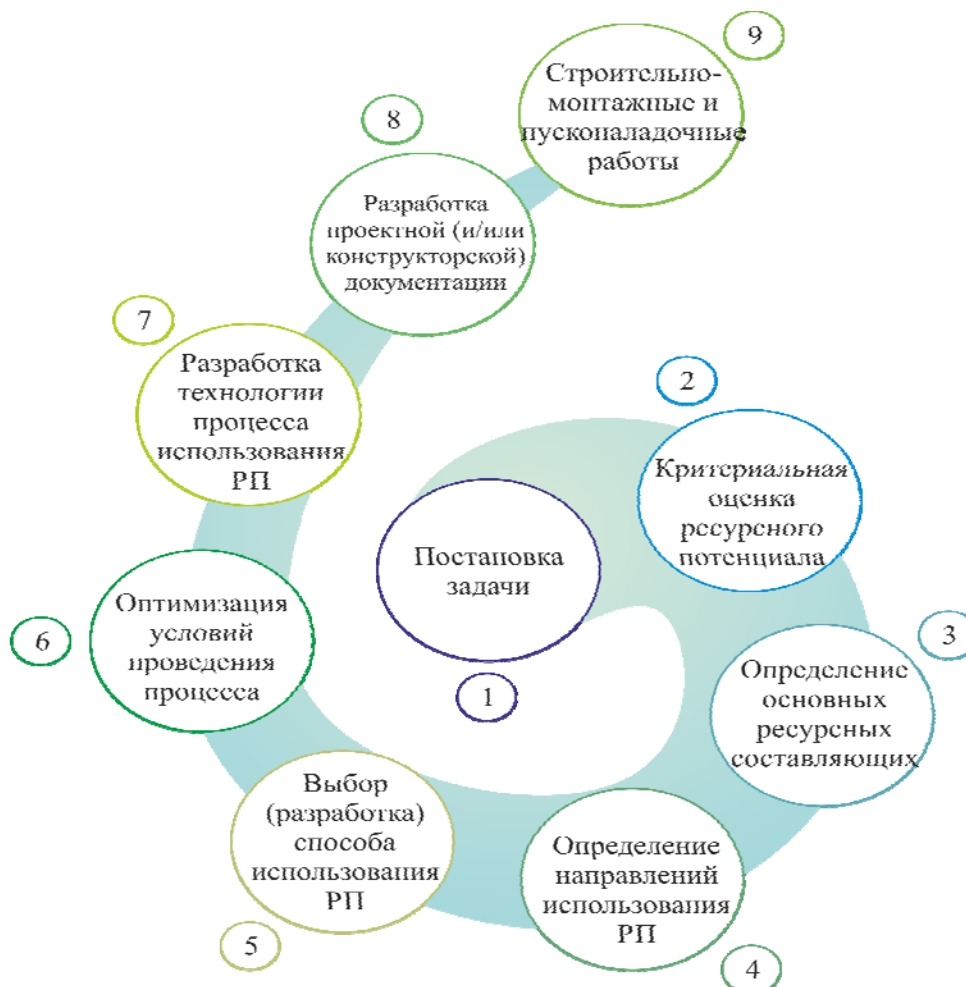 1
Постановка
задачи
2
Критериальная
оценка
ресурсного
потенциала
3
Определение
основных
ресурсных
составляющих
4
Определение
направлений
использования
РП
5
Выбор
(разработка)
способа
использования
РП
6
Оптимизация
условий
проведения
процесса
7
Разработка
технологии
процесса
использования
РП
8
Разработка
проектной (и/или
конструкторской)
документации
9
Строительно-
монтажные и
пусконаладочные
работы